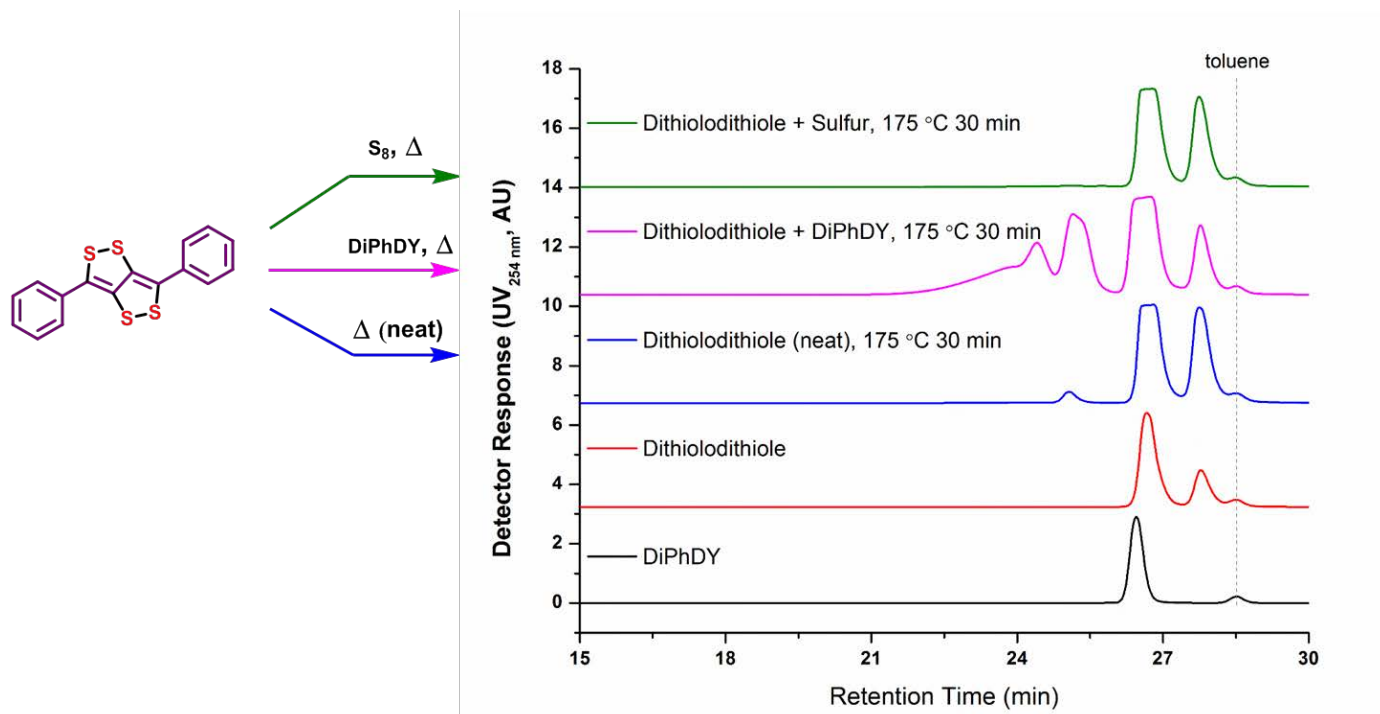 S₈, Δ
DiPhDY, Δ
Δ (neat)
S S
S S
toluene
Dithiolodithiole + Sulfur, 175 °C 30 min
Dithiolodithiole + DiPhDY, 175 °C 30 min
Dithiolodithiole (neat), 175 °C 30 min
Dithiolodithiole
DiPhDY
Detector Response (UV₂₅₄ ₙₘ, AU)
18
16
14
12
10
8
6
4
2
0
15 18 21 24 27 30
Retention Time (min)